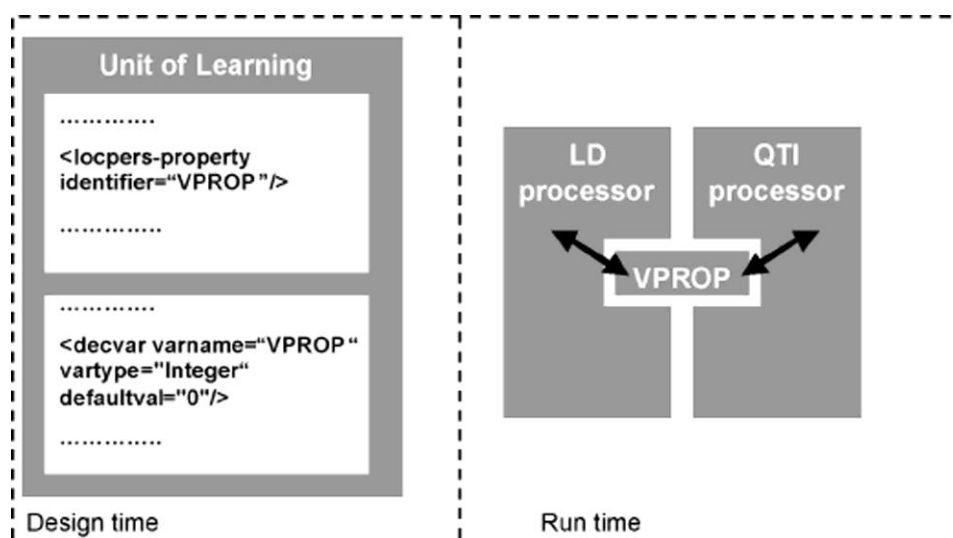 Unit of Learning
………….
<locpers-property
identifier=“VPROP”/>
…………..
………….
<decvar varname=“VPROP“
vartype="Integer“
defaultval="0"/>
…………..
Design time
LD
processor
QTI
processor
VPROP
Run time